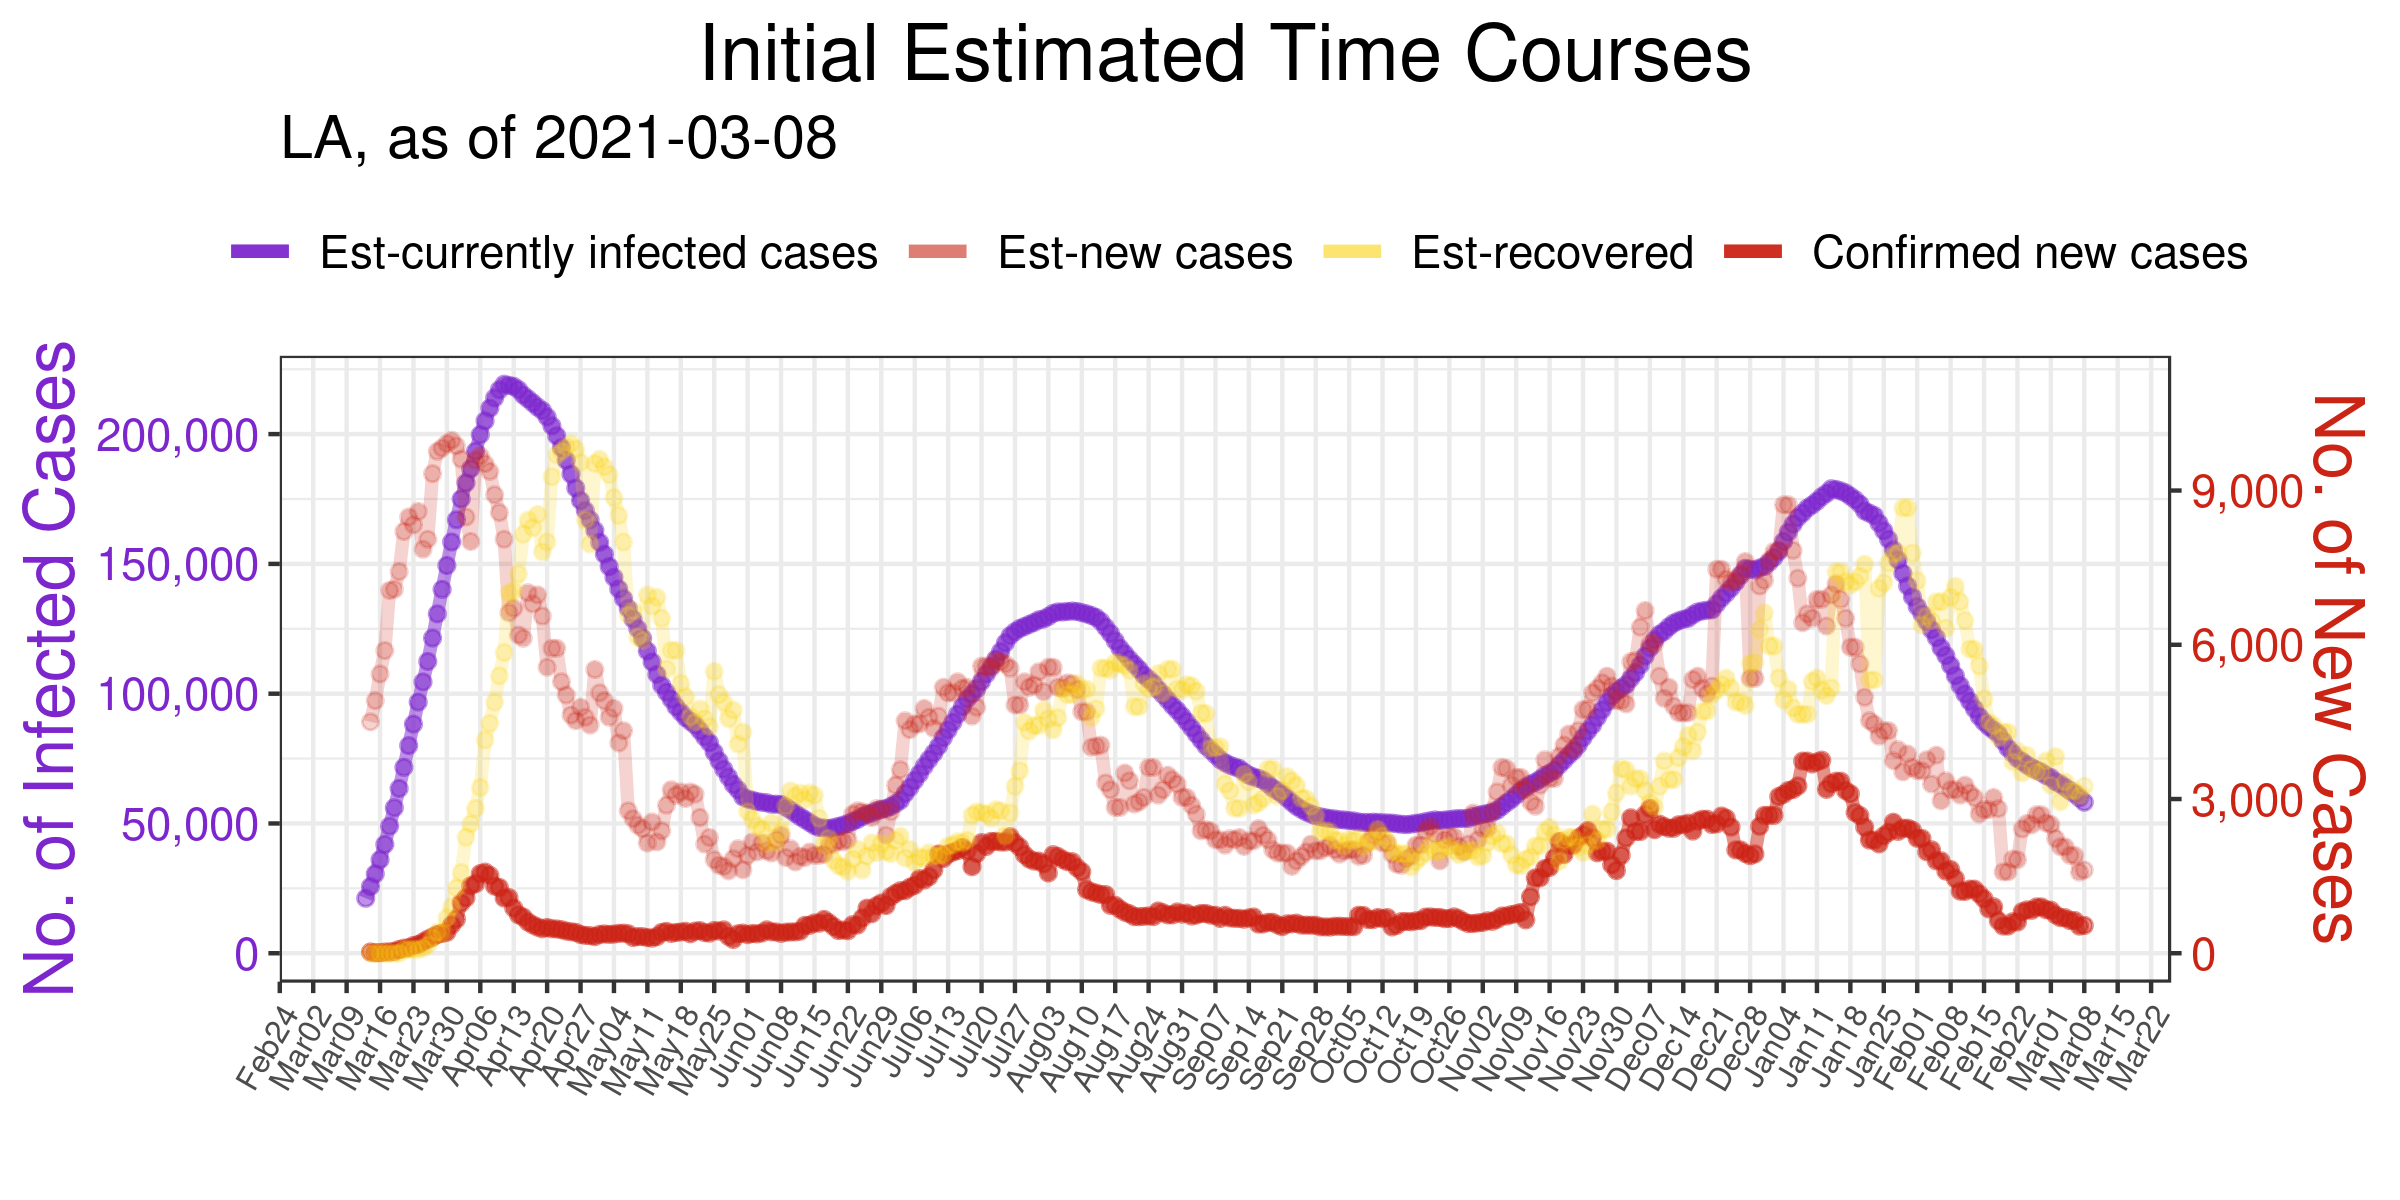 Initial Estimated Time Courses
LA, as of 2021-03-08
Est-currently infected cases Est-new cases Est-recovered Confirmed new cases
No. of Infected Cases
200,000
150,000
100,000
50,000
0
9,000
6,000
3,000
0
No. of New Cases
Feb24 Mar02 Mar09 Mar16 Mar23 Mar30 Apr06 Apr13 Apr20 Apr27 May04 May11 May18 May25 Jun01 Jun08 Jun15 Jun22 Jun29 Jul06 Jul13 Jul20 Jul27 Aug03 Aug10 Aug17 Aug24 Aug31 Sep07 Sep14 Sep21 Sep28 Oct05 Oct12 Oct19 Oct26 Nov02 Nov09 Nov16 Nov23 Nov30 Dec07 Dec14 Dec21 Dec28 Jan04 Jan11 Jan18 Jan25 Feb01 Feb08 Feb15 Feb22 Mar01 Mar08 Mar15 Mar22